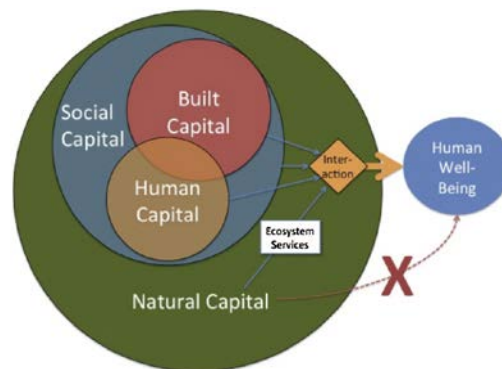 Social
Capital
Built
Capital
Human
Capital
Inter-
action
Human
Well-
Being
Ecosystem
Services
Natural Capital
X